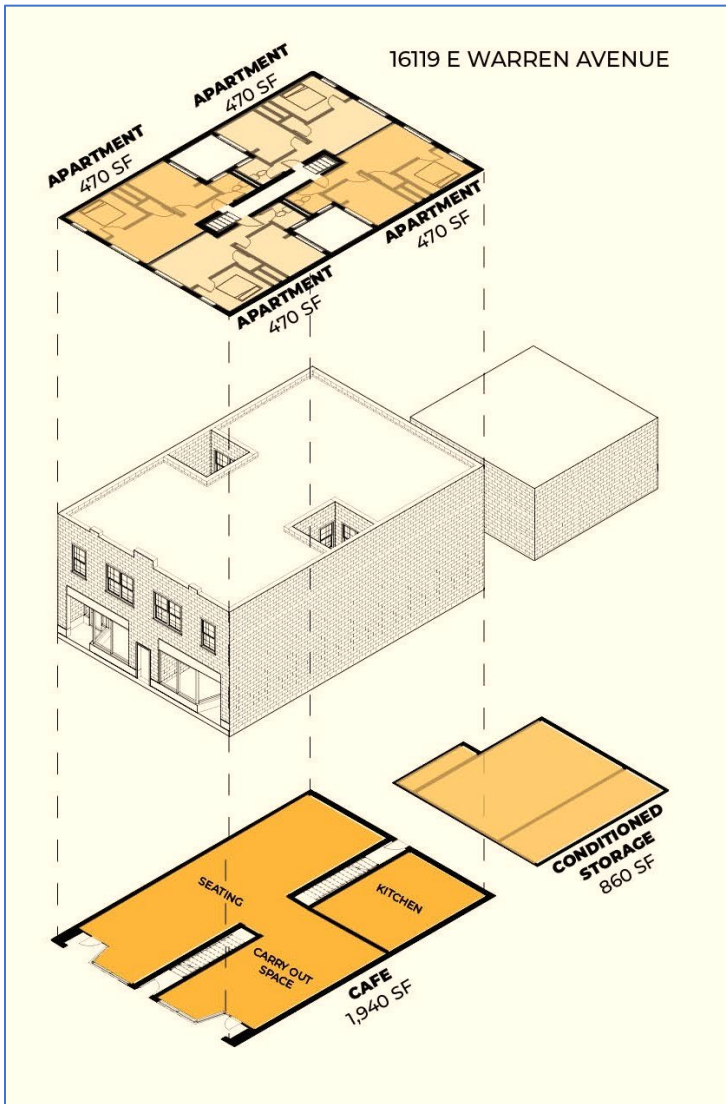 16119 E WARREN AVENUE
APARTMENT
470 SF
APARTMENT
470 SF
APARTMENT
470 SF
APARTMENT
470 SF
CONDITIONED
STORAGE
860 SF
SEATING
KITCHEN
CARRY OUT
SPACE
CAFE
1,940 SF